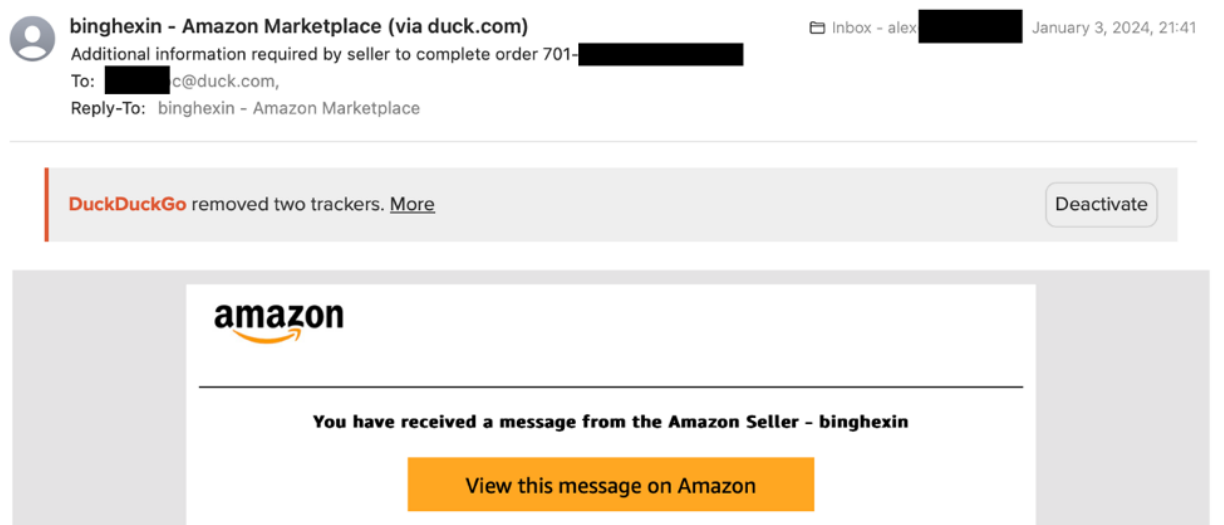 binghexin - Amazon Marketplace (via duck.com)
Inbox - alex
January 3, 2024, 21:41
Additional information required by seller to complete order 701-
To: c@duck.com,
Reply-To: binghexin - Amazon Marketplace
DuckDuckGo removed two trackers. More
Deactivate
amazon
You have received a message from the Amazon Seller - binghexin
View this message on Amazon